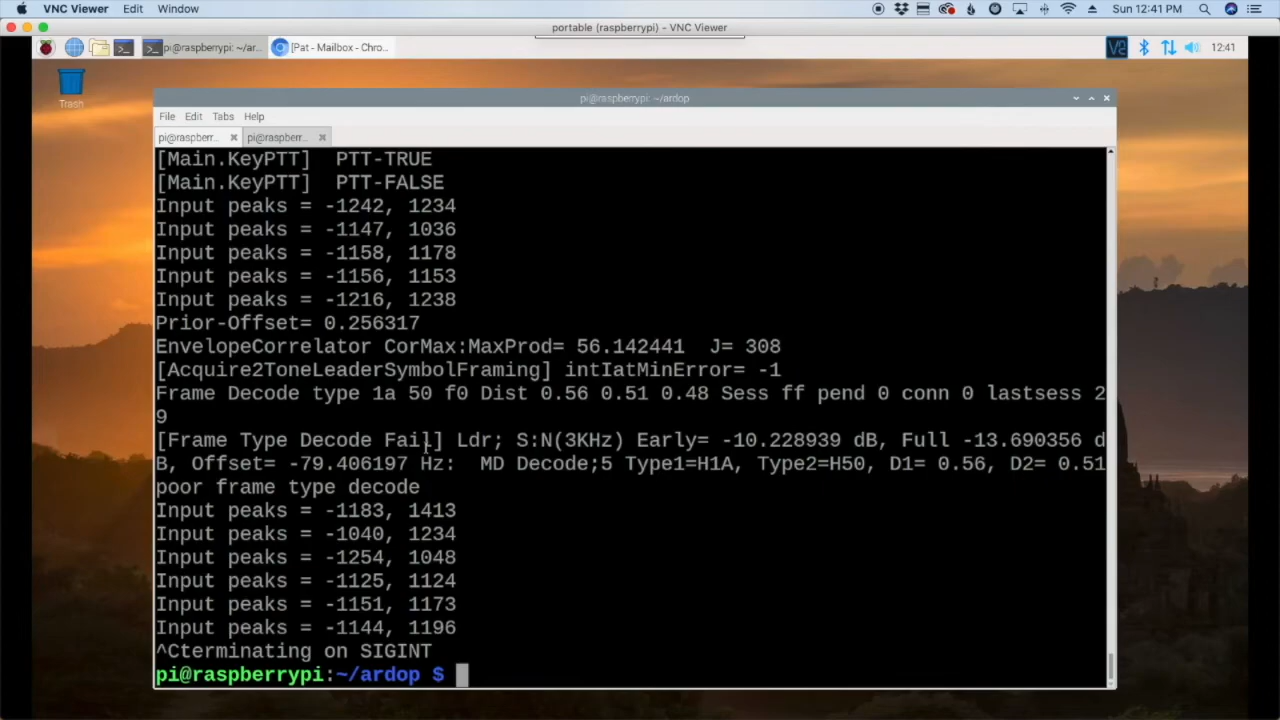 VNC Viewer Edit Window Sun 12:41 PM
portable (raspberrypi) - VNC Viewer
pi@raspberrypi: ~/ar... [Pat - Mailbox - Chro... 12:41
Trash
pi@raspberrypi: ~/ardop
File Edit Tabs Help
pi@raspberr... pi@raspberr...
[Main.KeyPTT]  PTT-TRUE
[Main.KeyPTT]  PTT-FALSE
Input peaks = -1242, 1234
Input peaks = -1147, 1036
Input peaks = -1158, 1178
Input peaks = -1156, 1153
Input peaks = -1216, 1238
Prior-Offset= 0.256317
EnvelopeCorrelator CorMax:MaxProd= 56.142441  J= 308
[Acquire2ToneLeaderSymbolFraming] intIatMinError= -1
Frame Decode type 1a 50 f0 Dist 0.56 0.51 0.48 Sess ff pend 0 conn 0 lastsess 2
9
[Frame Type Decode Fail] Ldr; S:N(3KHz) Early= -10.228939 dB, Full -13.690356 d
B, Offset= -79.406197 Hz:  MD Decode;5 Type1=H1A, Type2=H50, D1= 0.56, D2= 0.51
poor frame type decode
Input peaks = -1183, 1413
Input peaks = -1040, 1234
Input peaks = -1254, 1048
Input peaks = -1125, 1124
Input peaks = -1151, 1173
Input peaks = -1144, 1196
^Cterminating on SIGINT
pi@raspberrypi:~/ardop $